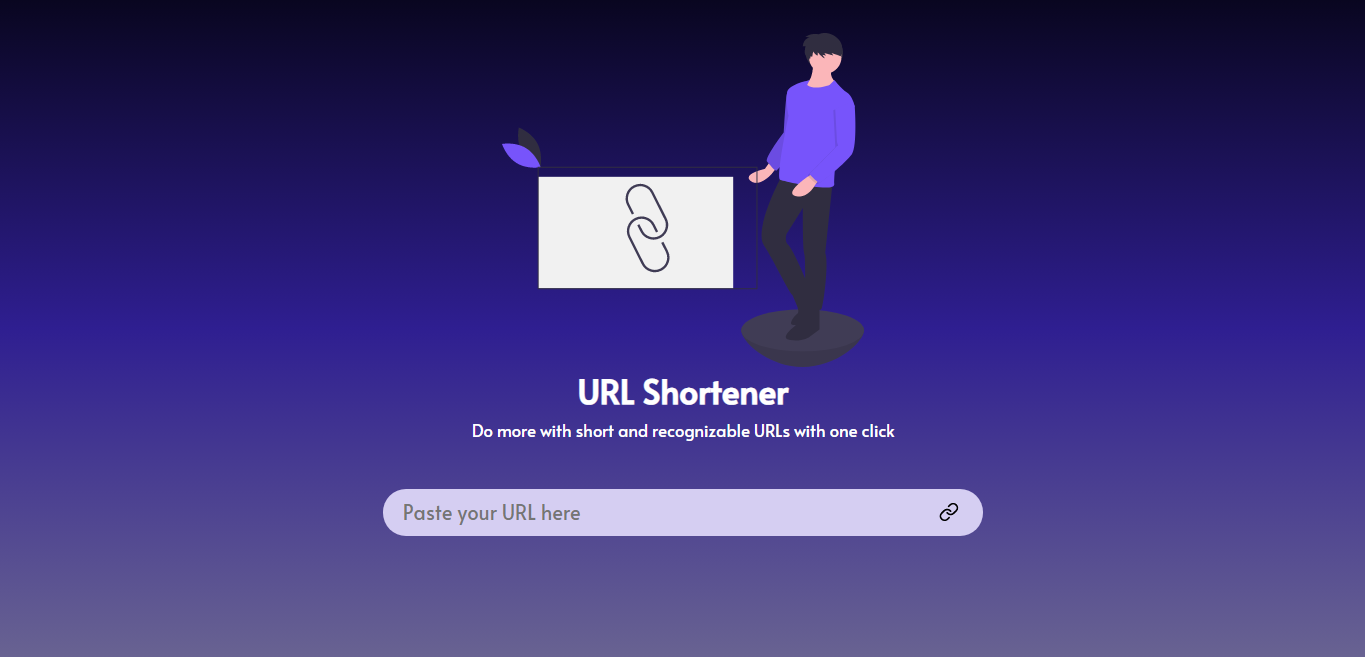 URL Shortener
Do more with short and recognizable URLs with one click
Paste your URL here